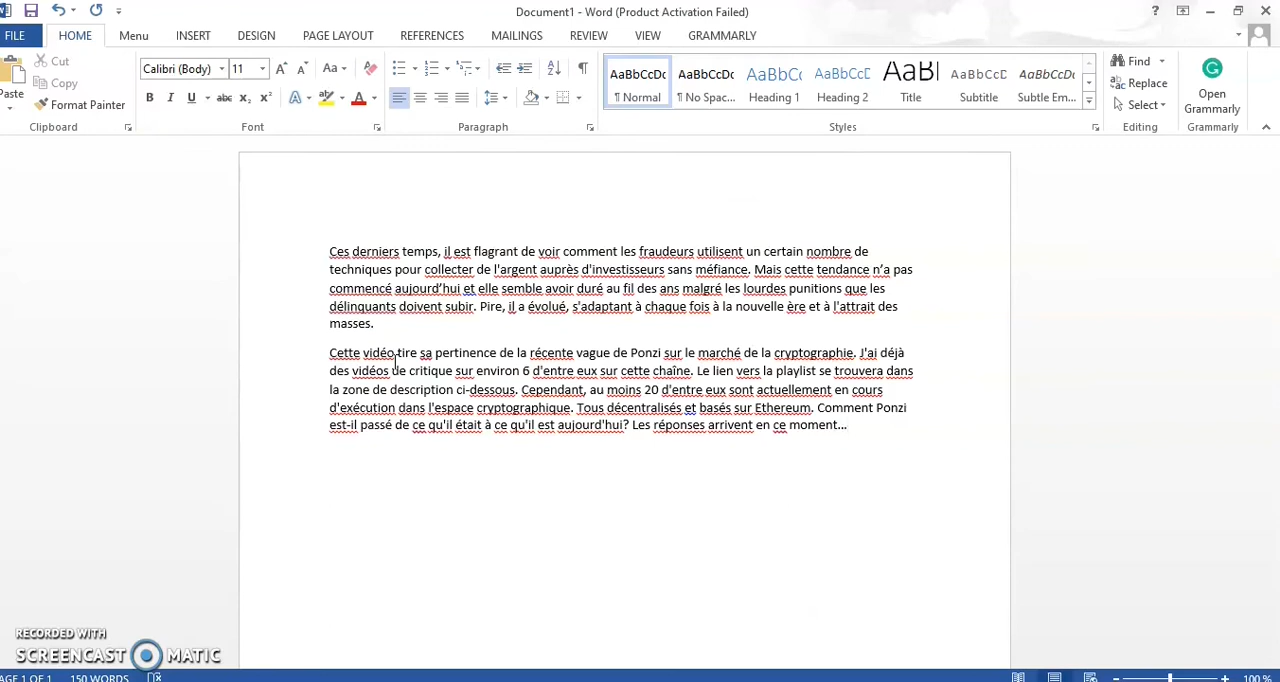 Document1 - Word (Product Activation Failed)
FILE HOME Menu INSERT DESIGN PAGE LAYOUT REFERENCES MAILINGS REVIEW VIEW GRAMMARLY
Paste
Cut
Copy
Format Painter
Clipboard
Calibri (Body) 11
Font
Paragraph
AaBbCcDc AaBbCcDc AaBbCc AaBbCcD AaBl AaBbCcD AaBbCcDc
¶ Normal ¶ No Spac... Heading 1 Heading 2 Title Subtitle Subtle Em...
Styles
Find
Replace
Select
Editing
Open
Grammarly
Grammarly
Ces derniers temps, il est flagrant de voir comment les fraudeurs utilisent un certain nombre de
techniques pour collecter de l'argent auprès d'investisseurs sans méfiance. Mais cette tendance n’a pas
commencé aujourd’hui et elle semble avoir duré au fil des ans malgré les lourdes punitions que les
délinquants doivent subir. Pire, il a évolué, s'adaptant à chaque fois à la nouvelle ère et à l'attrait des
masses.
Cette vidéo tire sa pertinence de la récente vague de Ponzi sur le marché de la cryptographie. J'ai déjà
des vidéos de critique sur environ 6 d'entre eux sur cette chaîne. Le lien vers la playlist se trouvera dans
la zone de description ci-dessous. Cependant, au moins 20 d'entre eux sont actuellement en cours
d'exécution dans l'espace cryptographique. Tous décentralisés et basés sur Ethereum. Comment Ponzi
est-il passé de ce qu'il était à ce qu'il est aujourd'hui? Les réponses arrivent en ce moment…
RECORDED WITH
SCREENCAST MATIC
PAGE 1 OF 1 150 WORDS 100 %